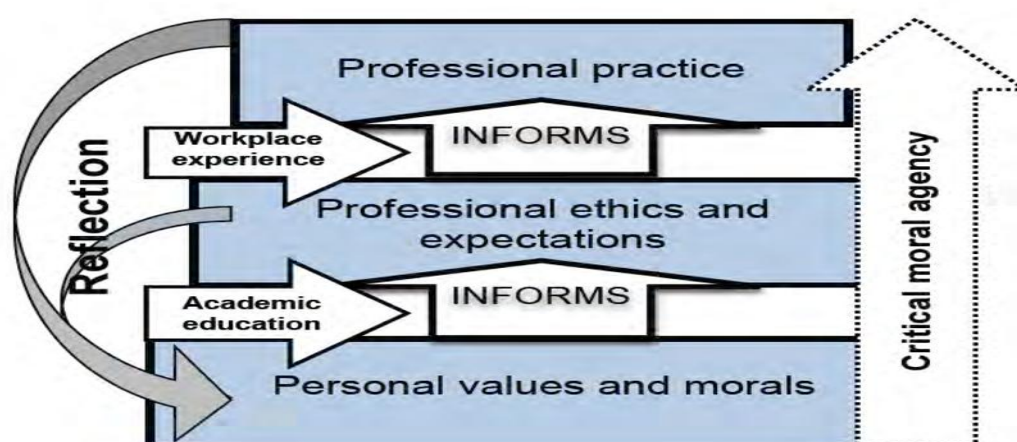 Professional practice
Workplace
experience
INFORMS
Reflection
Professional ethics and
expectations
Academic
education
INFORMS
Personal values and morals
Critical moral agency